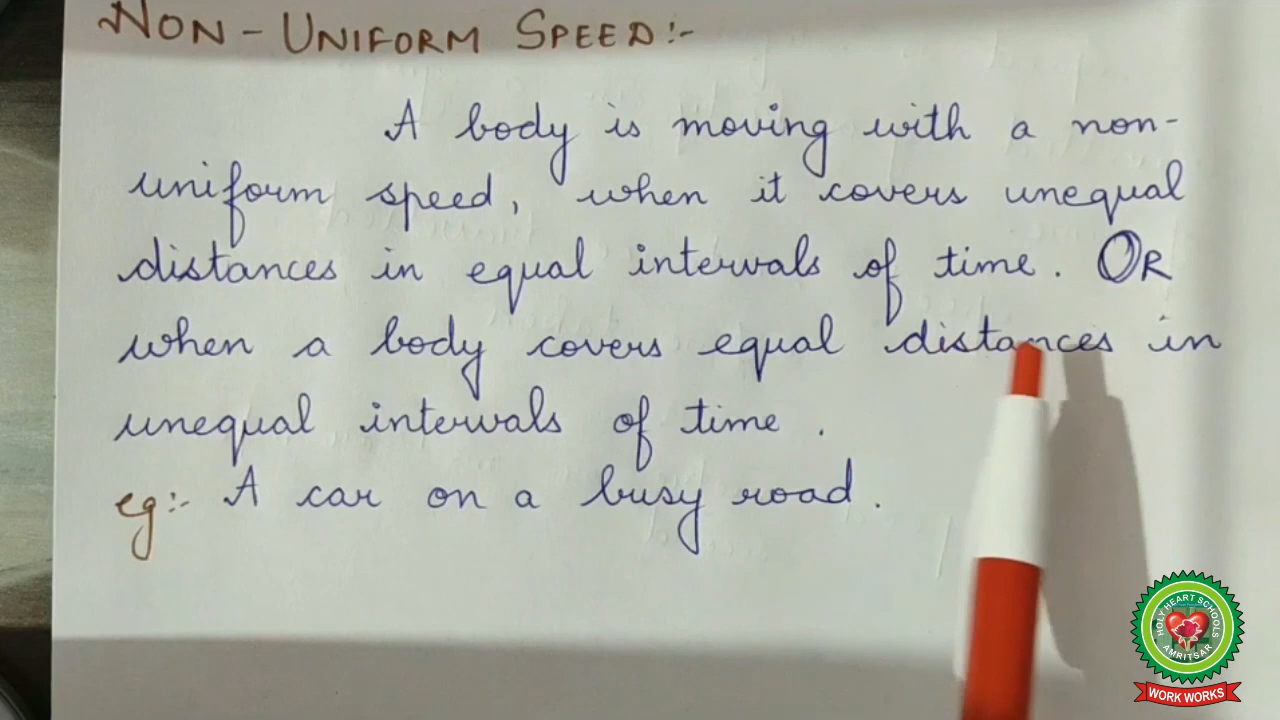 NON - UNIFORM SPEED:-
A body is moving with a non-
uniform speed, when it covers unequal
distances in equal intervals of time. OR
when a body covers equal distances in
unequal intervals of time.
eg:- A car on a busy road.
HOLY HEART SCHOOLS
AMRITSAR
WORK WORKS